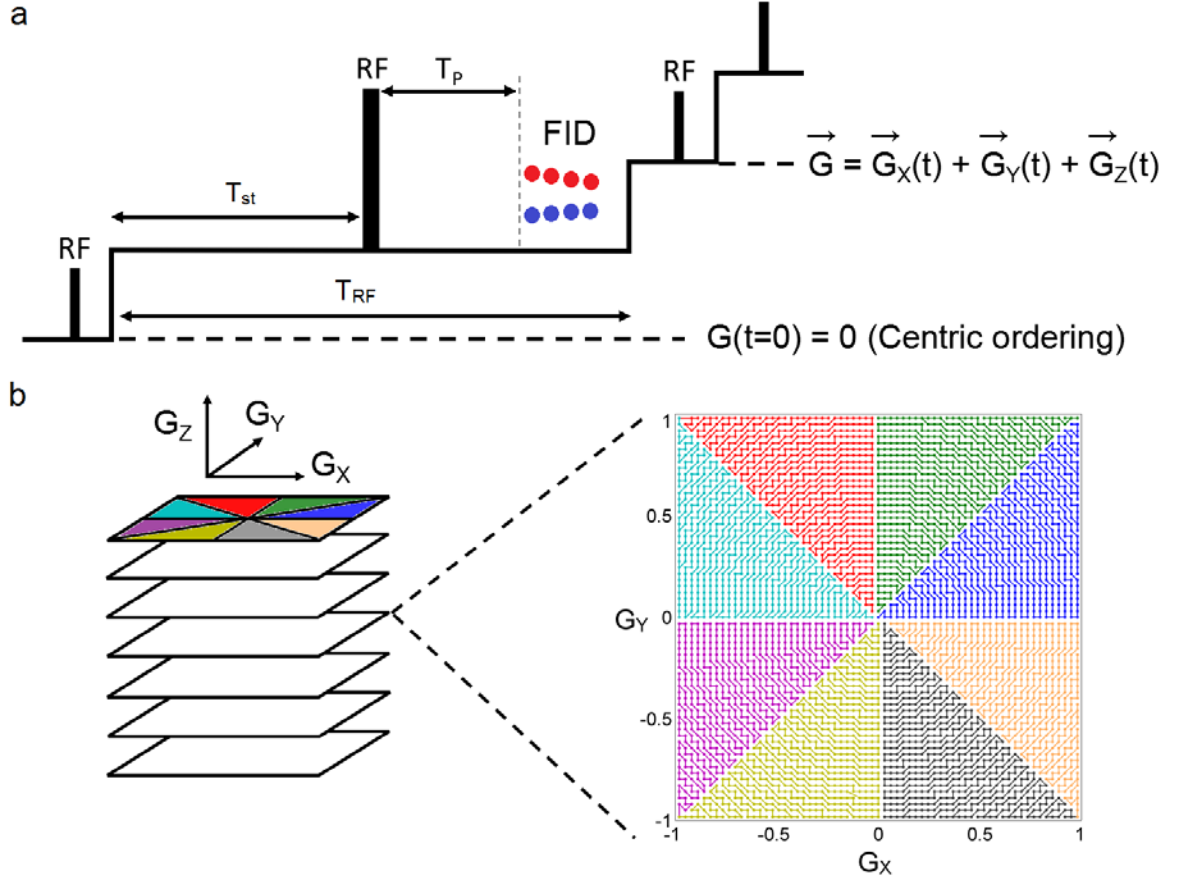 a
RF
RF
T_P
RF
FID
T_st
RF
→ → → →
G = G_X(t) + G_Y(t) + G_Z(t)
T_RF
G(t=0) = 0 (Centric ordering)
b
G_Z
G_Y
G_X
1
0.5
G_Y
0
-0.5
-1
-1
-0.5
0
0.5
1
G_X